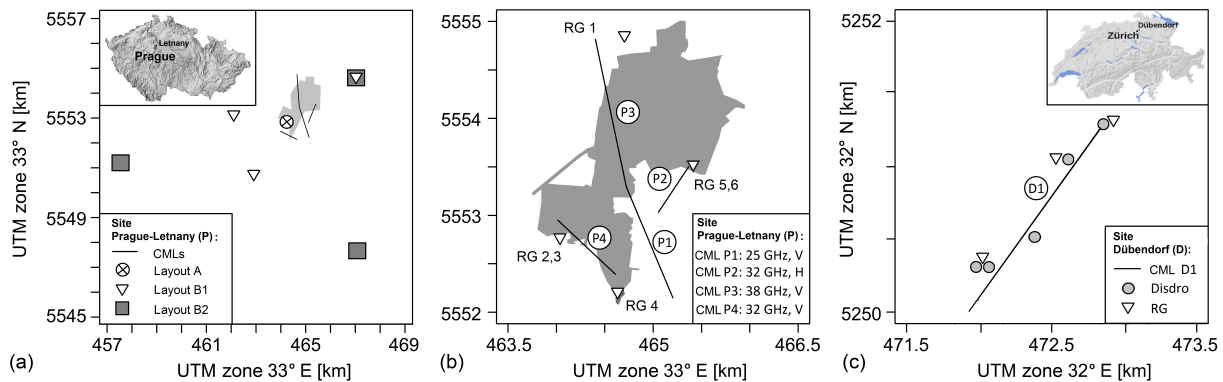 5557
5553
5549
5545
UTM zone 33° N [km]
Letnany
Prague
Site
Prague-Letnany (P) :
CMLs
Layout A
Layout B1
Layout B2
457
461
465
469
(a)
UTM zone 33° E [km]
5555
5554
5553
5552
UTM zone 33° N [km]
RG 1
P3
P2
RG 5,6
P4
P1
RG 2,3
RG 4
Site
Prague-Letnany (P) :
CML P1: 25 GHz, V
CML P2: 32 GHz, H
CML P3: 38 GHz, V
CML P4: 32 GHz, V
463.5
465
466.5
(b)
UTM zone 33° E [km]
5252
5250
UTM zone 32° N [km]
Dübendorf
Zürich
D1
Site
Dübendorf (D):
CML D1
Disdro
RG
471.5
472.5
473.5
(c)
UTM zone 32° E [km]